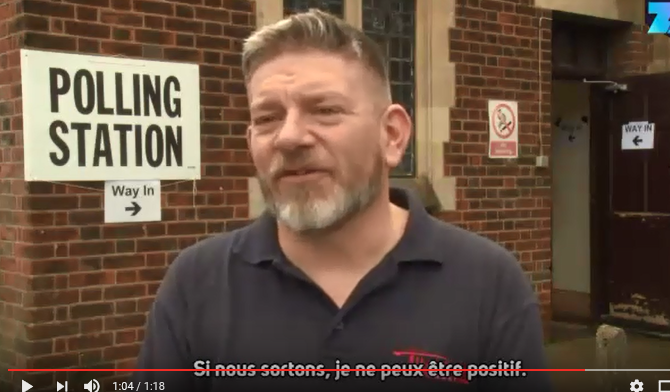 POLLING
STATION
Way In
WAY IN
Si nous sortons, je ne peux être positif.
1:04 / 1:18